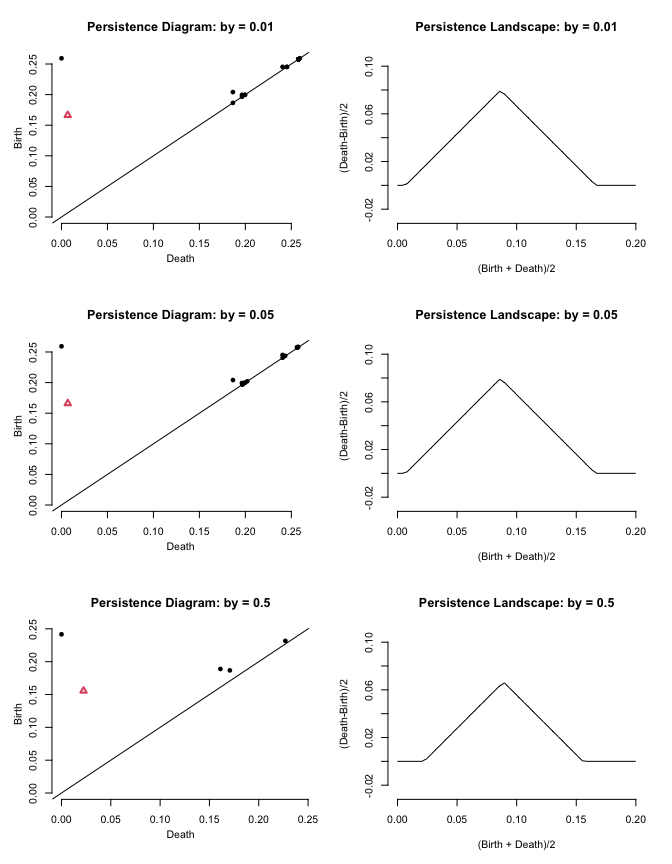 Persistence Diagram: by = 0.01
Birth
0.00 0.05 0.10 0.15 0.20 0.25
0.00 0.05 0.10 0.15 0.20 0.25
Death
Persistence Landscape: by = 0.01
(Death-Birth)/2
-0.02 0.02 0.06 0.10
0.00 0.05 0.10 0.15 0.20
(Birth + Death)/2
Persistence Diagram: by = 0.05
Birth
0.00 0.05 0.10 0.15 0.20 0.25
0.00 0.05 0.10 0.15 0.20 0.25
Death
Persistence Landscape: by = 0.05
(Death-Birth)/2
-0.02 0.02 0.06 0.10
0.00 0.05 0.10 0.15 0.20
(Birth + Death)/2
Persistence Diagram: by = 0.5
Birth
0.00 0.05 0.10 0.15 0.20 0.25
0.00 0.05 0.10 0.15 0.20 0.25
Death
Persistence Landscape: by = 0.5
(Death-Birth)/2
-0.02 0.02 0.06 0.10
0.00 0.05 0.10 0.15 0.20
(Birth + Death)/2